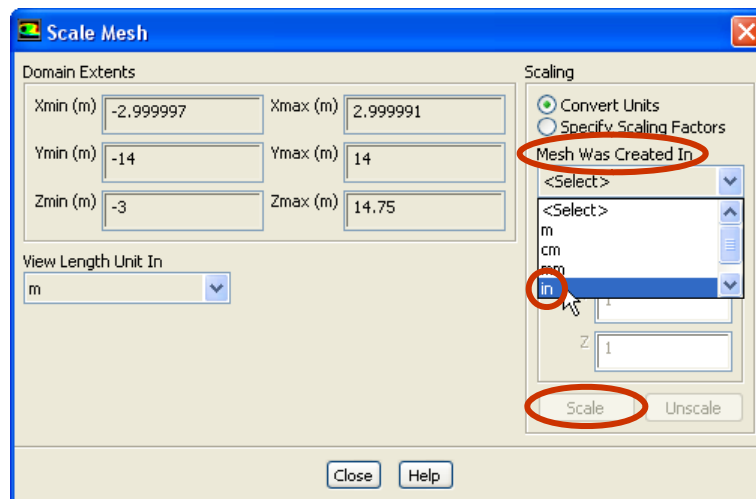 Scale Mesh
Domain Extents
Xmin (m) -2.999997 Xmax (m) 2.999991
Ymin (m) -14 Ymax (m) 14
Zmin (m) -3 Zmax (m) 14.75
View Length Unit In
m
Scaling
Convert Units
Specify Scaling Factors
Mesh Was Created In
<Select>
<Select>
m
cm
mm
in
1
Z 1
Scale Unscale
Close Help